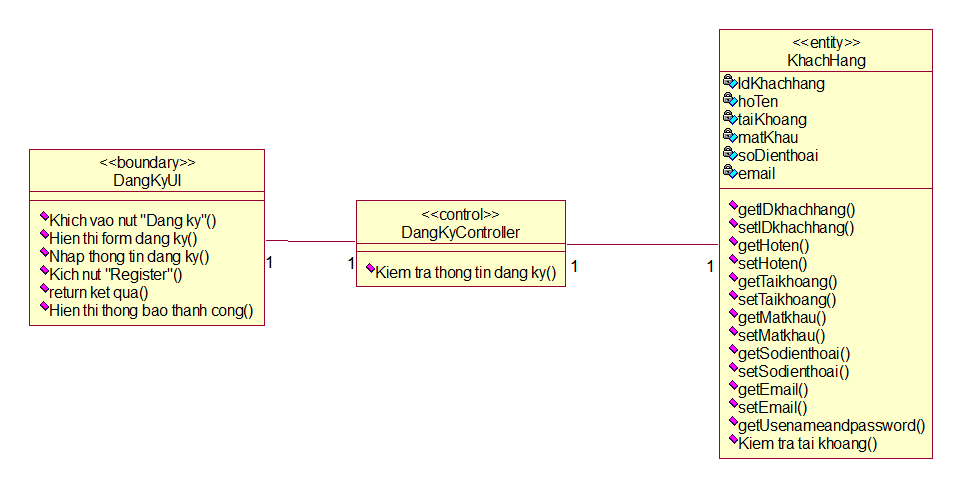 <<boundary>>
DangKyUI
Khich vao nut "Dang ky"()
Hien thi form dang ky()
Nhap thong tin dang ky()
Kich nut "Register"()
return ket qua()
Hien thi thong bao thanh cong()
1
1
<<control>>
DangKyController
Kiem tra thong tin dang ky()
1
1
<<entity>>
KhachHang
IdKhachhang
hoTen
taiKhoang
matKhau
soDienthoai
email
getIDkhachhang()
setIDkhachhang()
getHoten()
setHoten()
getTaikhoang()
setTaikhoang()
getMatkhau()
setMatkhau()
getSodienthoai()
setSodienthoai()
getEmail()
setEmail()
getUsenameandpassword()
Kiem tra tai khoang()